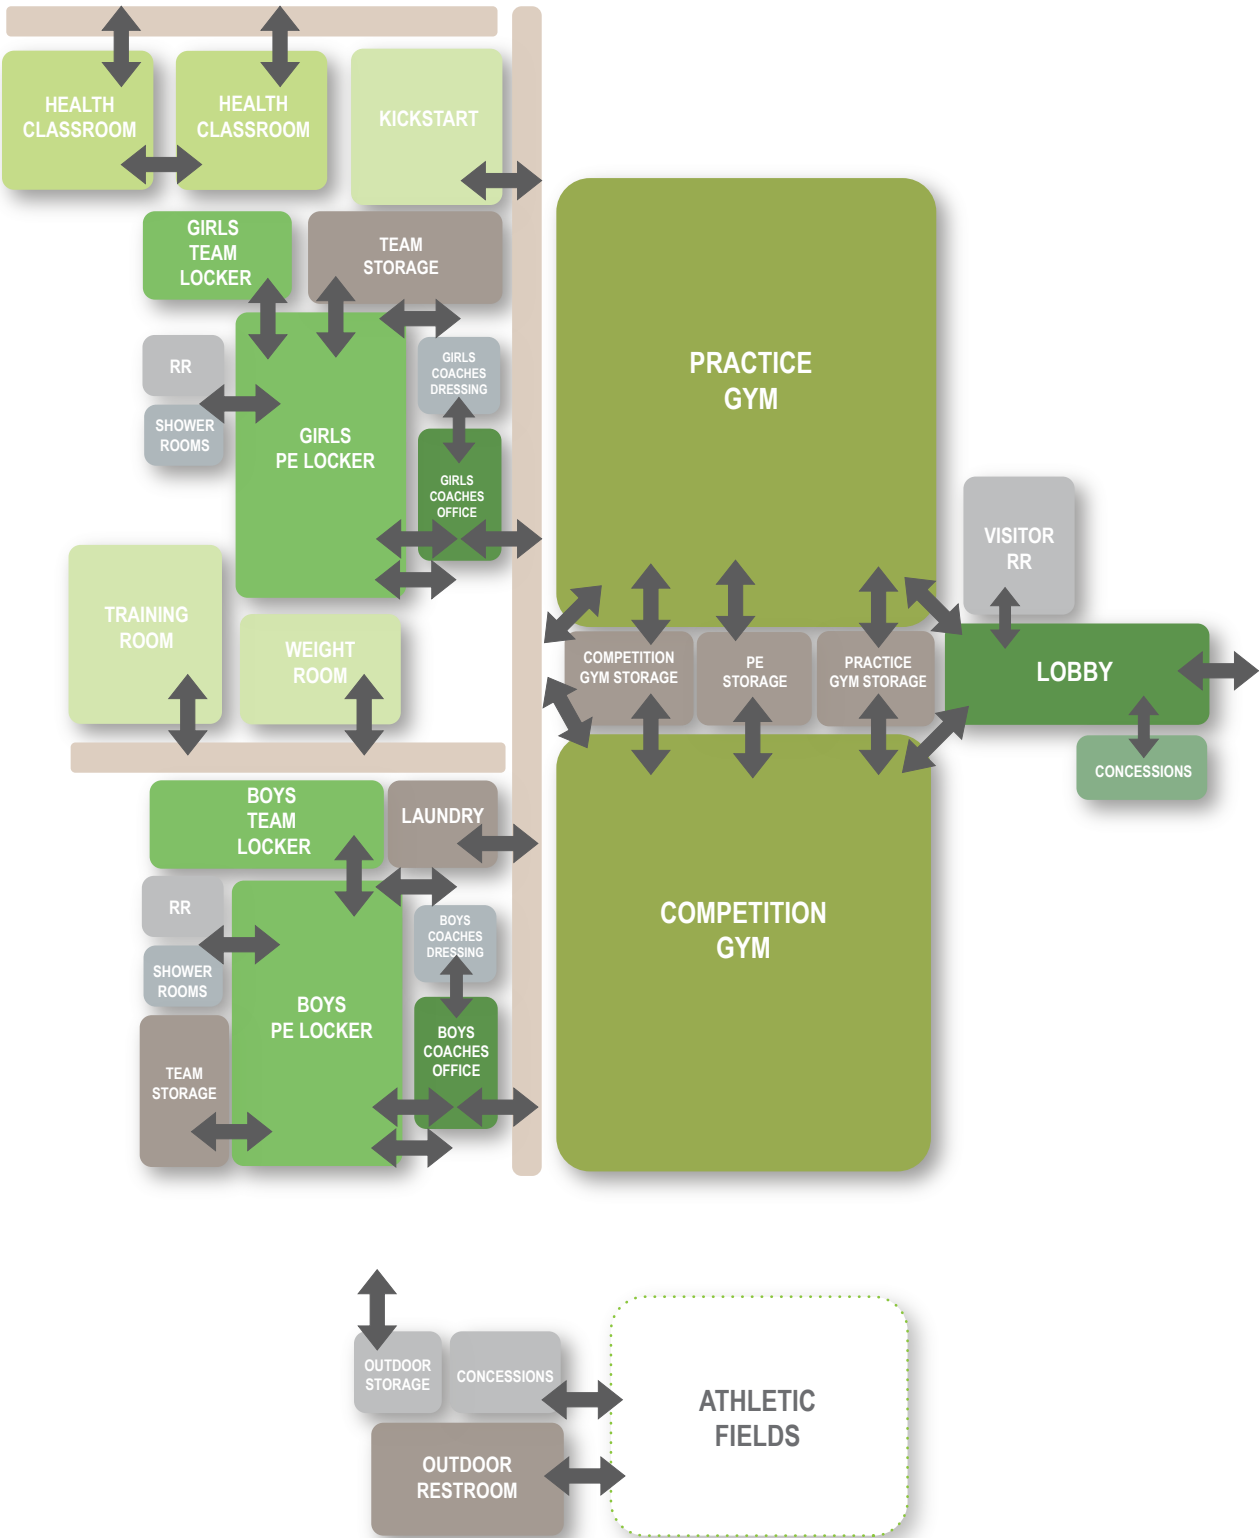 HEALTH
CLASSROOM
HEALTH
CLASSROOM
KICKSTART
GIRLS
TEAM
LOCKER
TEAM
STORAGE
RR
SHOWER
ROOMS
GIRLS
PE LOCKER
GIRLS
COACHES
DRESSING
GIRLS
COACHES
OFFICE
PRACTICE
GYM
VISITOR
RR
TRAINING
ROOM
WEIGHT
ROOM
COMPETITION
GYM STORAGE
PE
STORAGE
PRACTICE
GYM STORAGE
LOBBY
CONCESSIONS
BOYS
TEAM
LOCKER
LAUNDRY
RR
SHOWER
ROOMS
BOYS
PE LOCKER
BOYS
COACHES
DRESSING
BOYS
COACHES
OFFICE
TEAM
STORAGE
COMPETITION
GYM
OUTDOOR
STORAGE
CONCESSIONS
OUTDOOR
RESTROOM
ATHLETIC
FIELDS